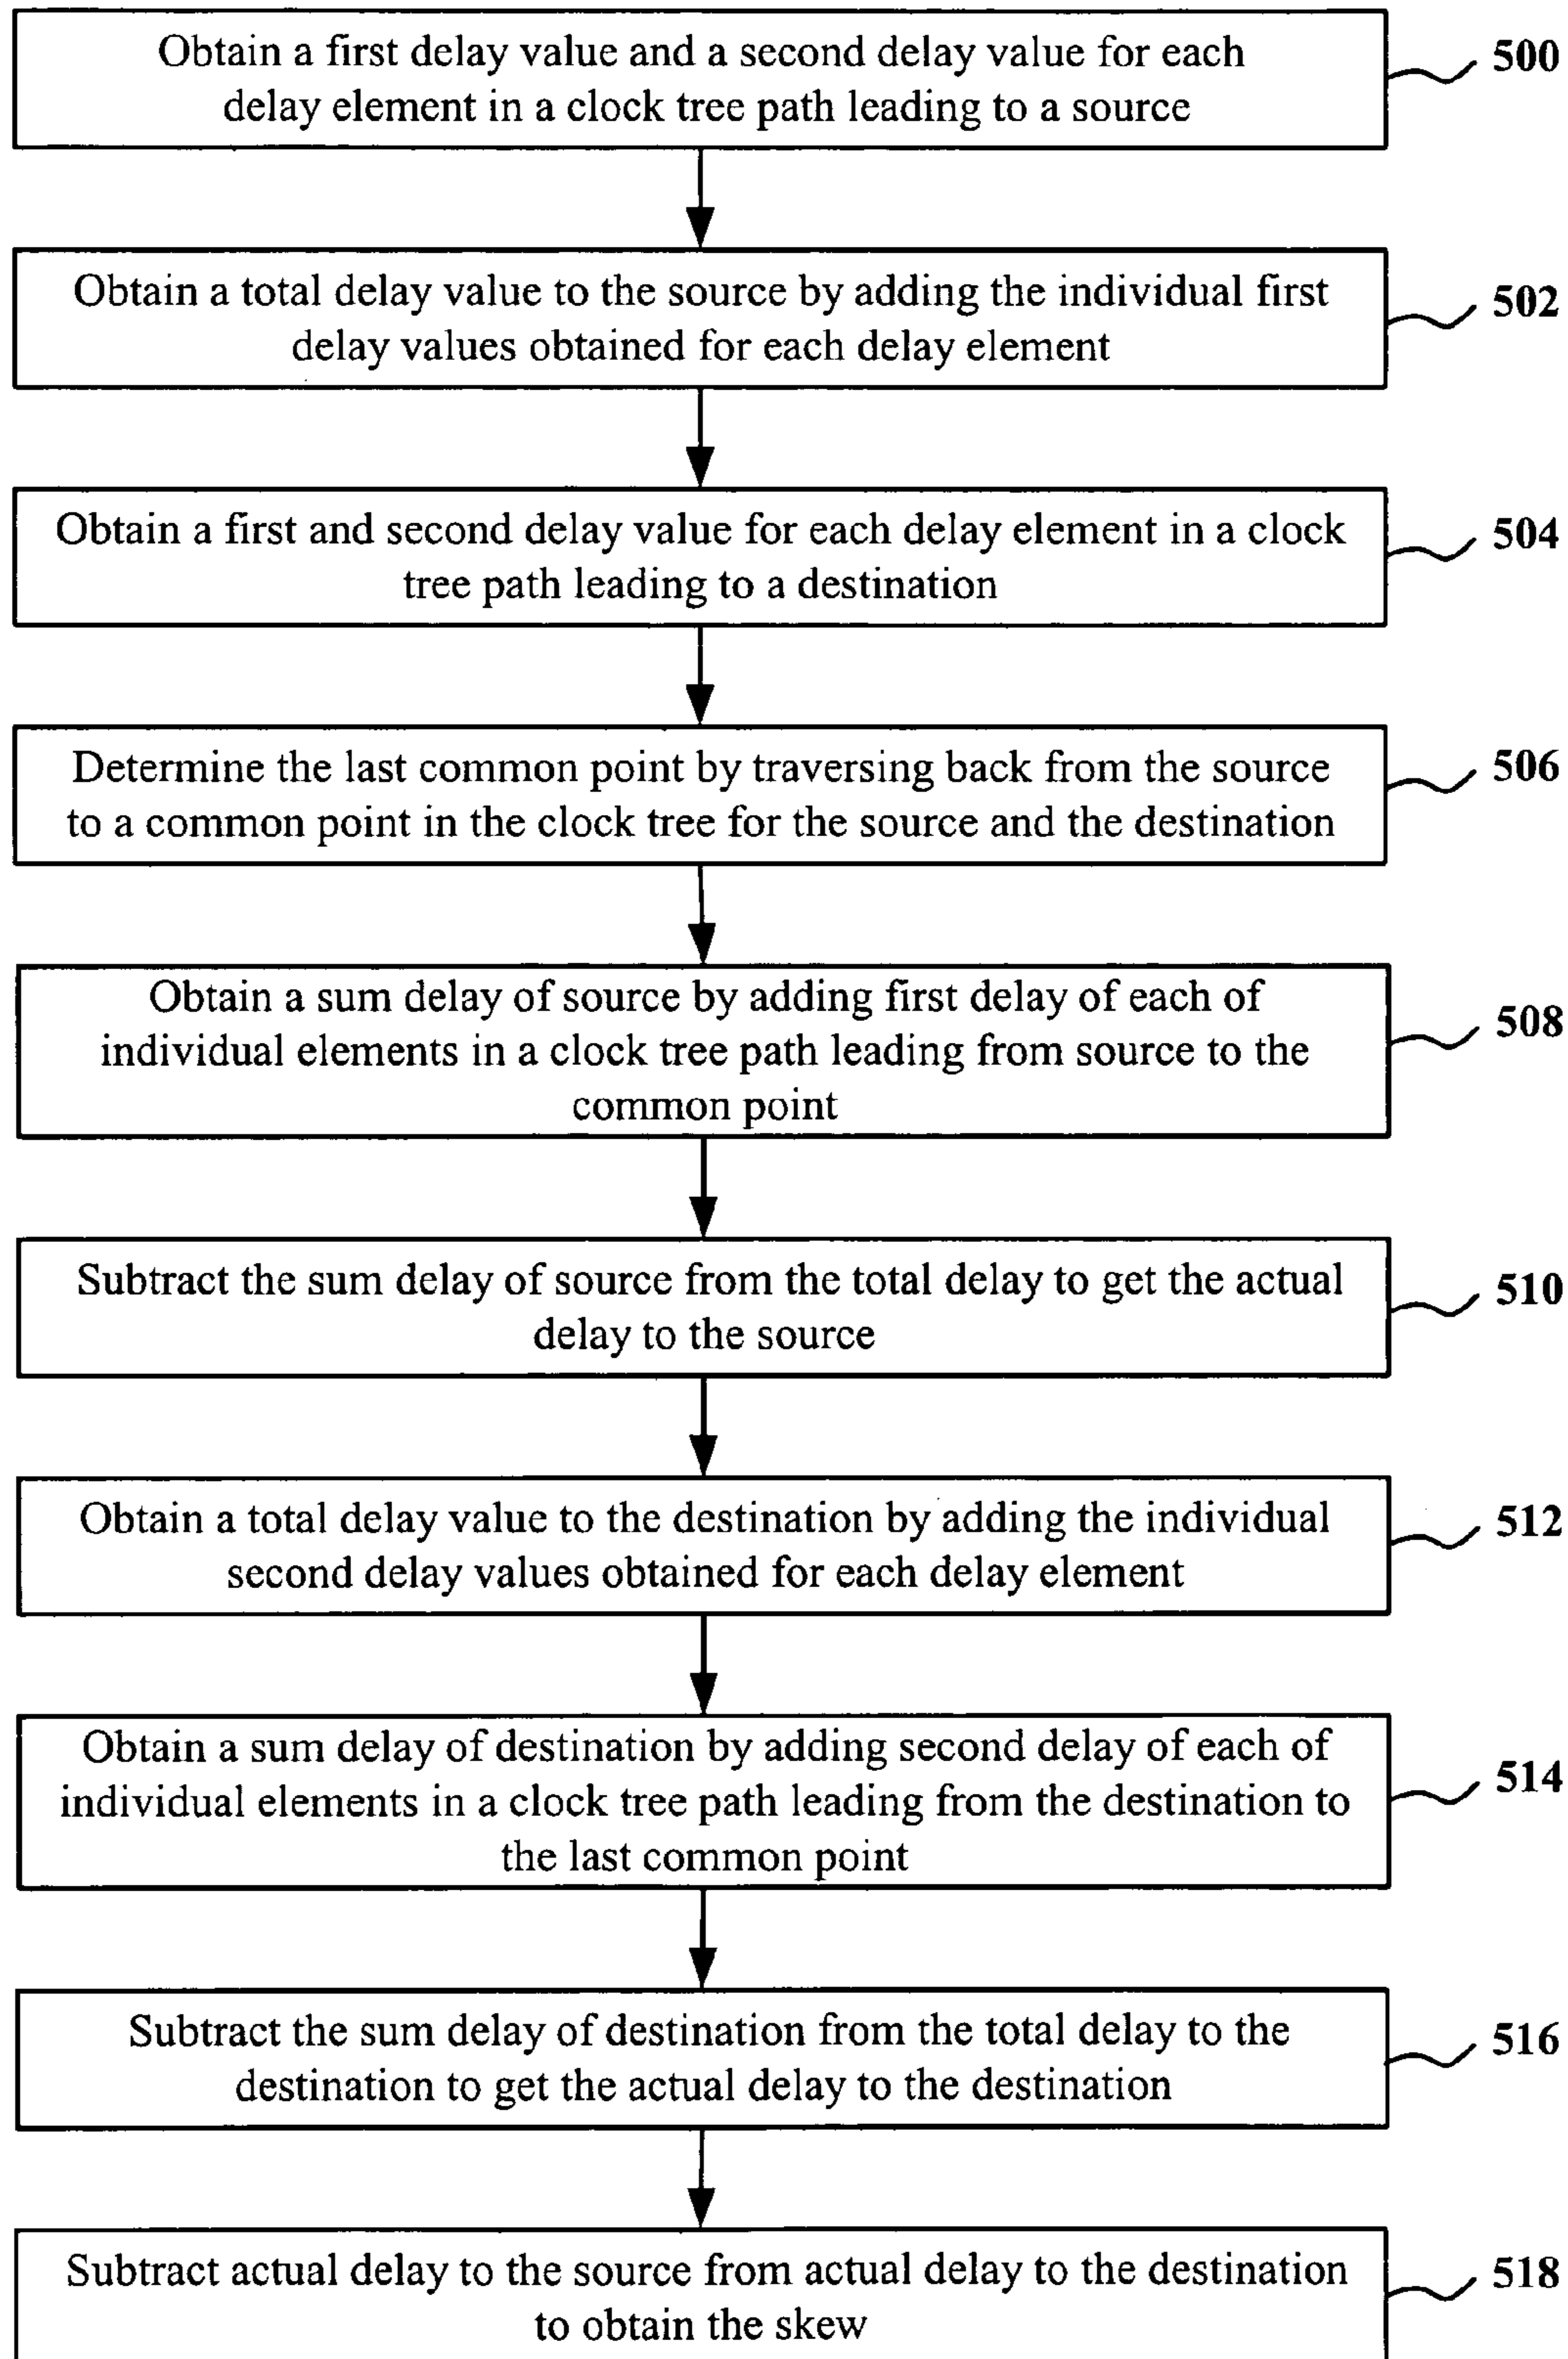 Obtain a first delay value and a second delay value for each
delay element in a clock tree path leading to a source
500
Obtain a total delay value to the source by adding the individual first
delay values obtained for each delay element
502
Obtain a first and second delay value for each delay element in a clock
tree path leading to a destination
504
Determine the last common point by traversing back from the source
to a common point in the clock tree for the source and the destination
506
Obtain a sum delay of source by adding first delay of each of
individual elements in a clock tree path leading from source to the
common point
508
Subtract the sum delay of source from the total delay to get the actual
delay to the source
510
Obtain a total delay value to the destination by adding the individual
second delay values obtained for each delay element
512
Obtain a sum delay of destination by adding second delay of each of
individual elements in a clock tree path leading from the destination to
the last common point
514
Subtract the sum delay of destination from the total delay to the
destination to get the actual delay to the destination
516
Subtract actual delay to the source from actual delay to the destination
to obtain the skew
518